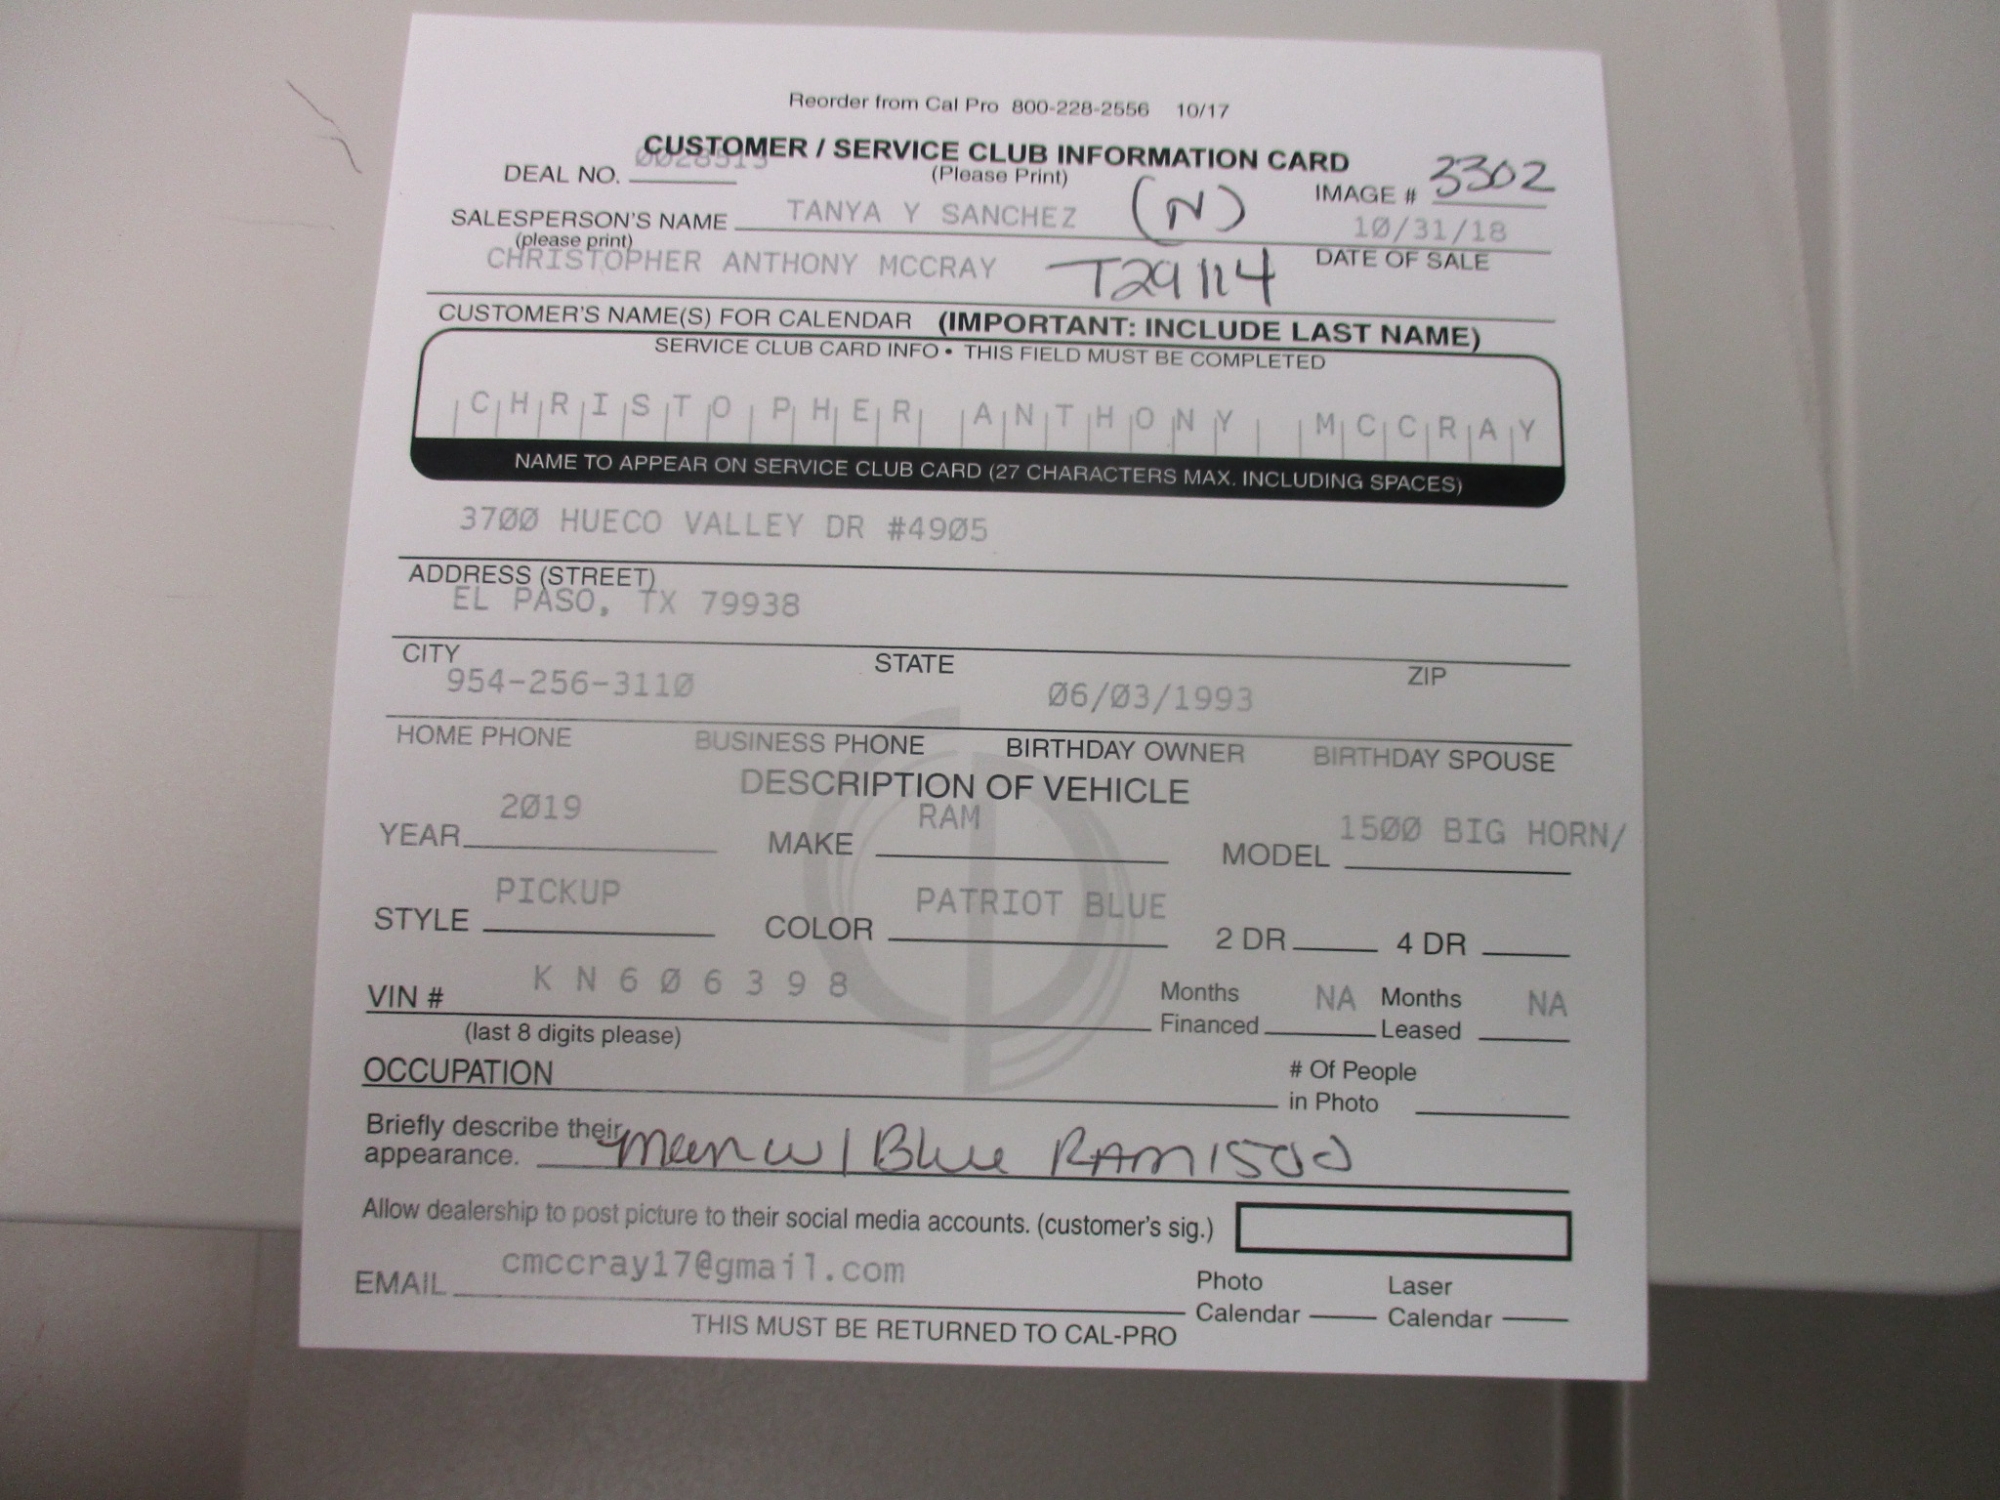 Reorder from Cal Pro 800-228-2556 10/17
CUSTOMER / SERVICE CLUB INFORMATION CARD
(Please Print)
DEAL NO.
IMAGE # 3302
SALESPERSON'S NAME TANYA Y SANCHEZ (N) 10/31/18
(please print)
DATE OF SALE
CHRISTOPHER ANTHONY MCCRAY T29114
CUSTOMER'S NAME(S) FOR CALENDAR (IMPORTANT: INCLUDE LAST NAME)
SERVICE CLUB CARD INFO • THIS FIELD MUST BE COMPLETED
CHRISTOPHER ANTHONY MCCRAY
NAME TO APPEAR ON SERVICE CLUB CARD (27 CHARACTERS MAX. INCLUDING SPACES)
3700 HUECO VALLEY DR #4905
ADDRESS (STREET)
EL PASO, TX 79938
CITY STATE ZIP
954-256-3110 06/03/1993
HOME PHONE BUSINESS PHONE BIRTHDAY OWNER BIRTHDAY SPOUSE
DESCRIPTION OF VEHICLE
YEAR 2019 MAKE RAM MODEL 1500 BIG HORN/
STYLE PICKUP COLOR PATRIOT BLUE 2 DR 4 DR
VIN # KN606398 Months Financed NA Months Leased NA
(last 8 digits please)
OCCUPATION # Of People in Photo
Briefly describe their
appearance. w/ Blue RAM 1500
Allow dealership to post picture to their social media accounts. (customer's sig.)
EMAIL cmccray17@gmail.com Photo Calendar Laser Calendar
THIS MUST BE RETURNED TO CAL-PRO